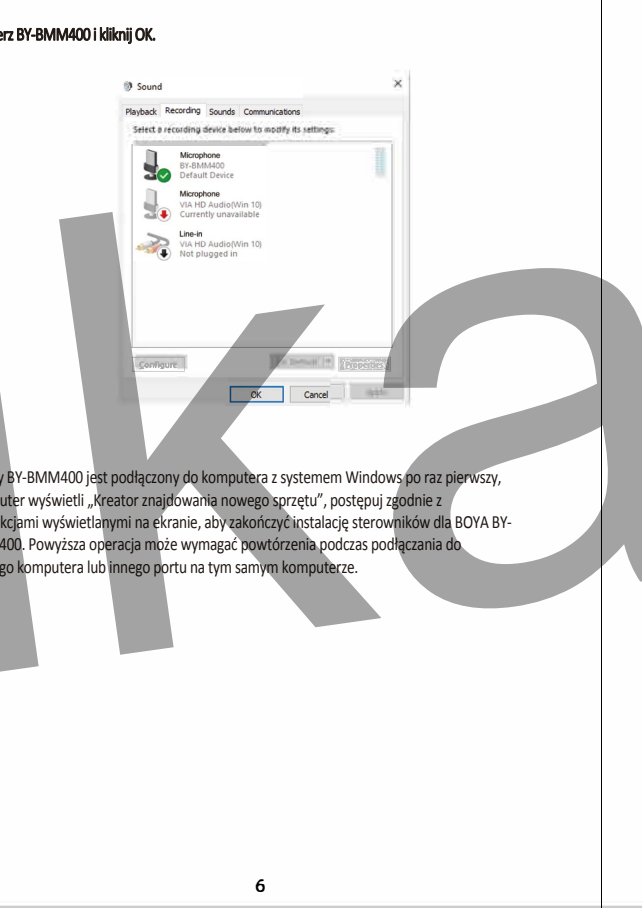 erz BY-BMM400 i kliknij OK.
Sound
Playback Recording Sounds Communications
Select a recording device below to modify its settings:
Microphone
BY-BMM400
Default Device
Microphone
VIA HD Audio(Win 10)
Currently unavailable
Line-in
VIA HD Audio(Win 10)
Not plugged in
Configure
Set Default
Properties
OK
Cancel
Apply
y BY-BMM400 jest podłączony do komputera z systemem Windows po raz pierwszy,
uter wyświetli „Kreator znajdowania nowego sprzętu”, postępuj zgodnie z
kcjami wyświetlanymi na ekranie, aby zakończyć instalację sterowników dla BOYA BY-
400. Powyższa operacja może wymagać powtórzenia podczas podłączania do
go komputera lub innego portu na tym samym komputerze.
ka
6